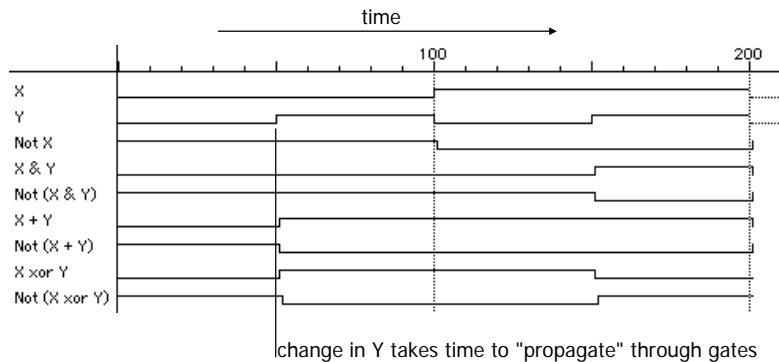 time
100 200
X
Y
Not X
X & Y
Not (X & Y)
X + Y
Not (X + Y)
X xor Y
Not (X xor Y)
change in Y takes time to "propagate" through gates